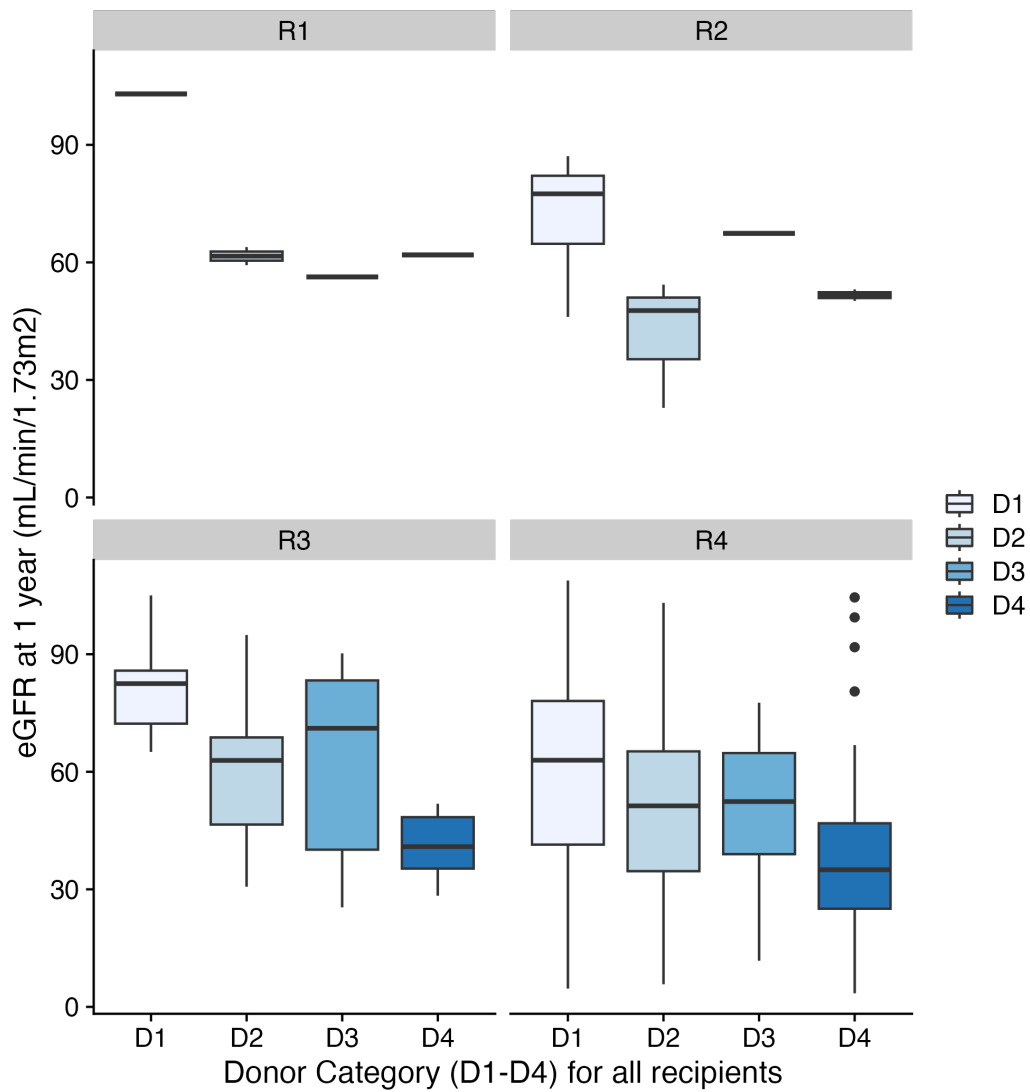 R1
R2
90
60
30
0
R3
R4
90
60
30
0
D1
D2
D3
D4
D1
D2
D3
D4
Donor Category (D1-D4) for all recipients
eGFR at 1 year (mL/min/1.73m2)
D1
D2
D3
D4